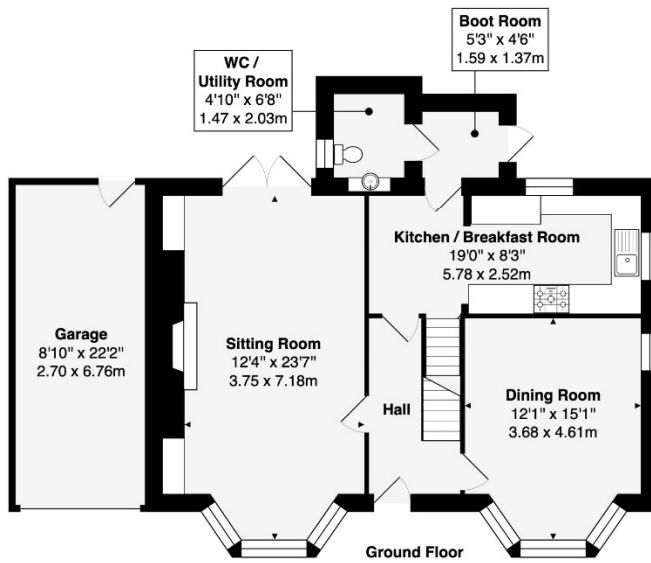 Boot Room
5'3" x 4'6"
1.59 x 1.37m
WC /
Utility Room
4'10" x 6'8"
1.47 x 2.03m
Kitchen / Breakfast Room
19'0" x 8'3"
5.78 x 2.52m
Garage
8'10" x 22'2"
2.70 x 6.76m
Sitting Room
12'4" x 23'7"
3.75 x 7.18m
Hall
Dining Room
12'1" x 15'1"
3.68 x 4.61m
Ground Floor